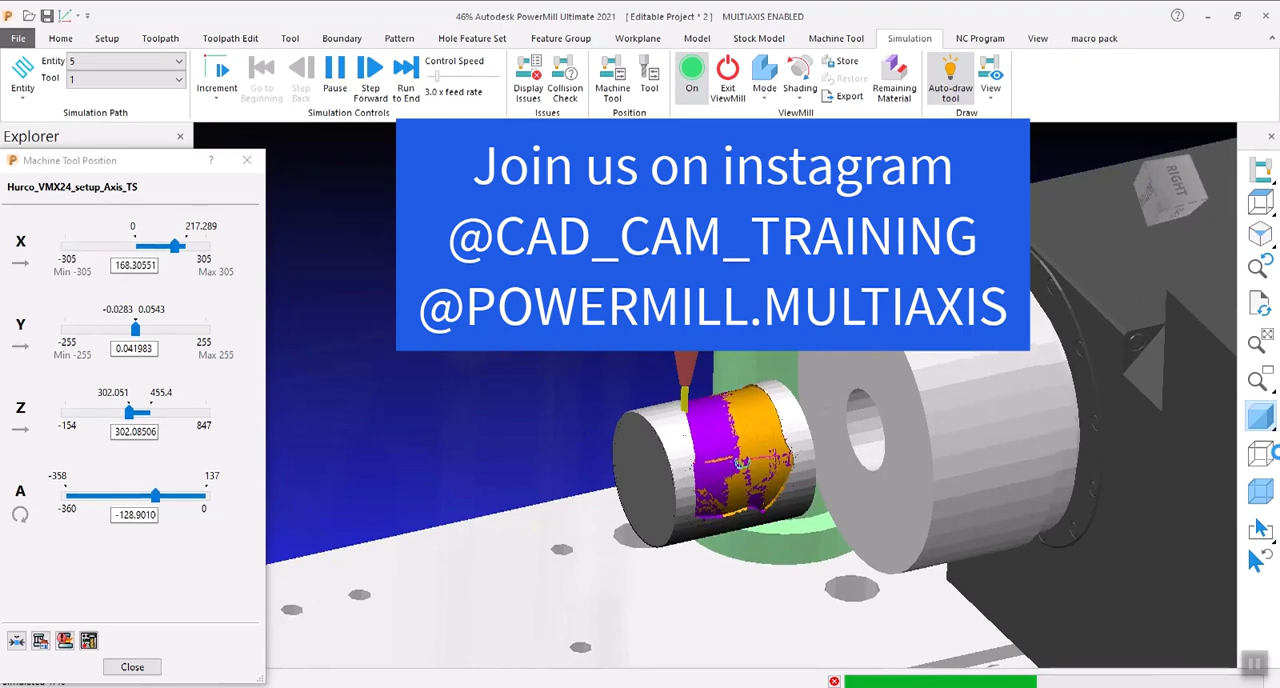 46% Autodesk PowerMill Ultimate 2021 [ Editable Project * 2 ] MULTIAXIS ENABLED
File Home Setup Toolpath Toolpath Edit Tool Boundary Pattern Hole Feature Set Feature Group Workplane Model Stock Model Machine Tool Simulation NC Program View macro pack
Entity 5
Tool 1
Entity
Increment
Go to Beginning
Step Back
Pause
Step Forward
Run to End
Control Speed
3.0 x feed rate
Display Issues
Collision Check
Machine Tool
Tool
On
Exit ViewMill
Mode
Shading
Store
Restore
Export
Remaining Material
Auto-draw tool
View
Simulation Path
Simulation Controls
Issues
Position
ViewMill
Draw
Explorer
Machine Tool Position
Hurco_VMX24_setup_Axis_TS
0 217.289
X
-305 305
Min -305 168.30551 Max 305
-0.0283 0.0543
Y
-255 255
Min -255 0.041983 Max 255
302.051 455.4
Z
-154 847
302.08506
-358 137
A
-360 0
-128.9010
Close
Join us on instagram
@CAD_CAM_TRAINING
@POWERMILL.MULTIAXIS
RIGHT